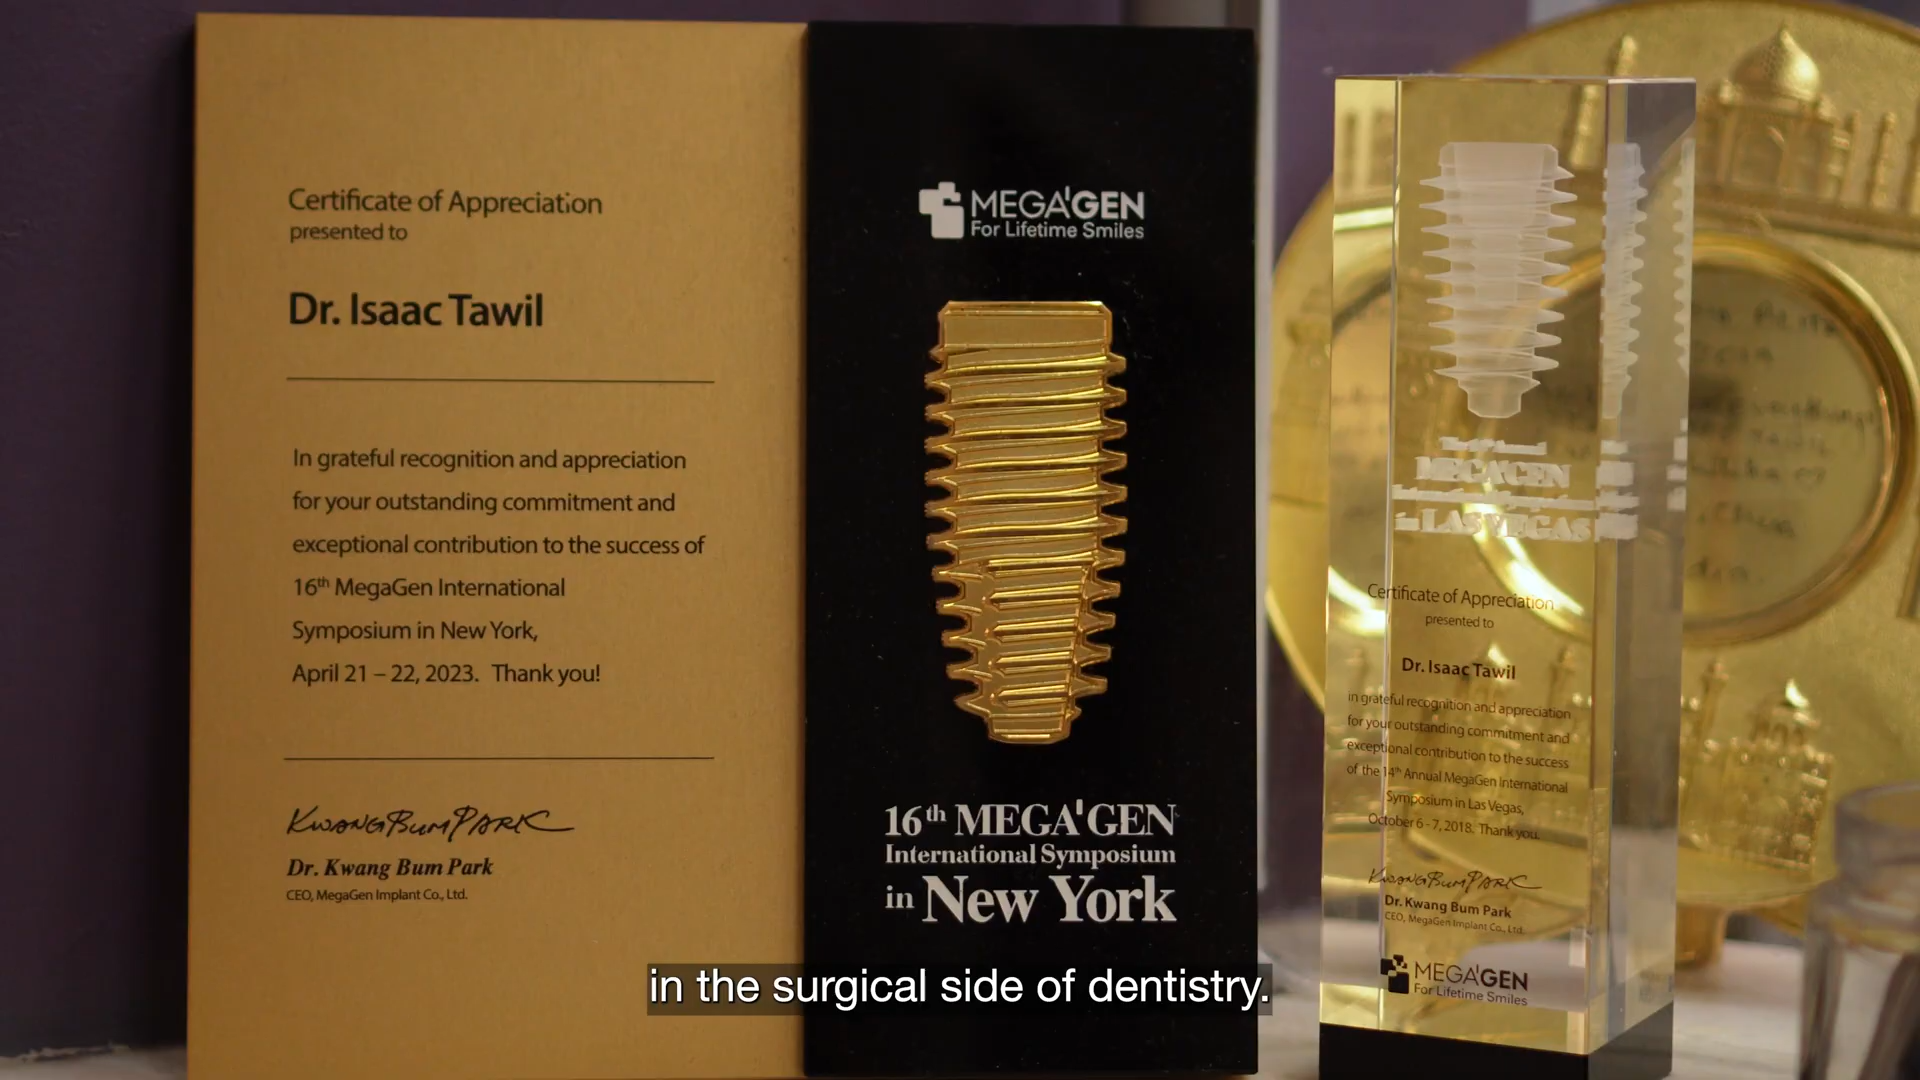 Certificate of Appreciation
presented to
Dr. Isaac Tawil
In grateful recognition and appreciation
for your outstanding commitment and
exceptional contribution to the success of
16th MegaGen International
Symposium in New York,
April 21 – 22, 2023. Thank you!
KWANGBUMPARK
Dr. Kwang Bum Park
CEO, MegaGen Implant Co., Ltd.
MEGA'GEN
For Lifetime Smiles
16th MEGA'GEN
International Symposium
in New York
MEGA'GEN
in LAS VEGAS
Certificate of Appreciation
presented to
Dr. Isaac Tawil
in grateful recognition and appreciation
for your outstanding commitment and
exceptional contribution to the success
of the 14th Annual MegaGen International
Symposium in Las Vegas,
October 6 - 7, 2018. Thank you.
KWANGBUMPARK
Dr. Kwang Bum Park
CEO, MegaGen Implant Co., Ltd.
MEGA'GEN
For Lifetime Smiles
in the surgical side of dentistry.